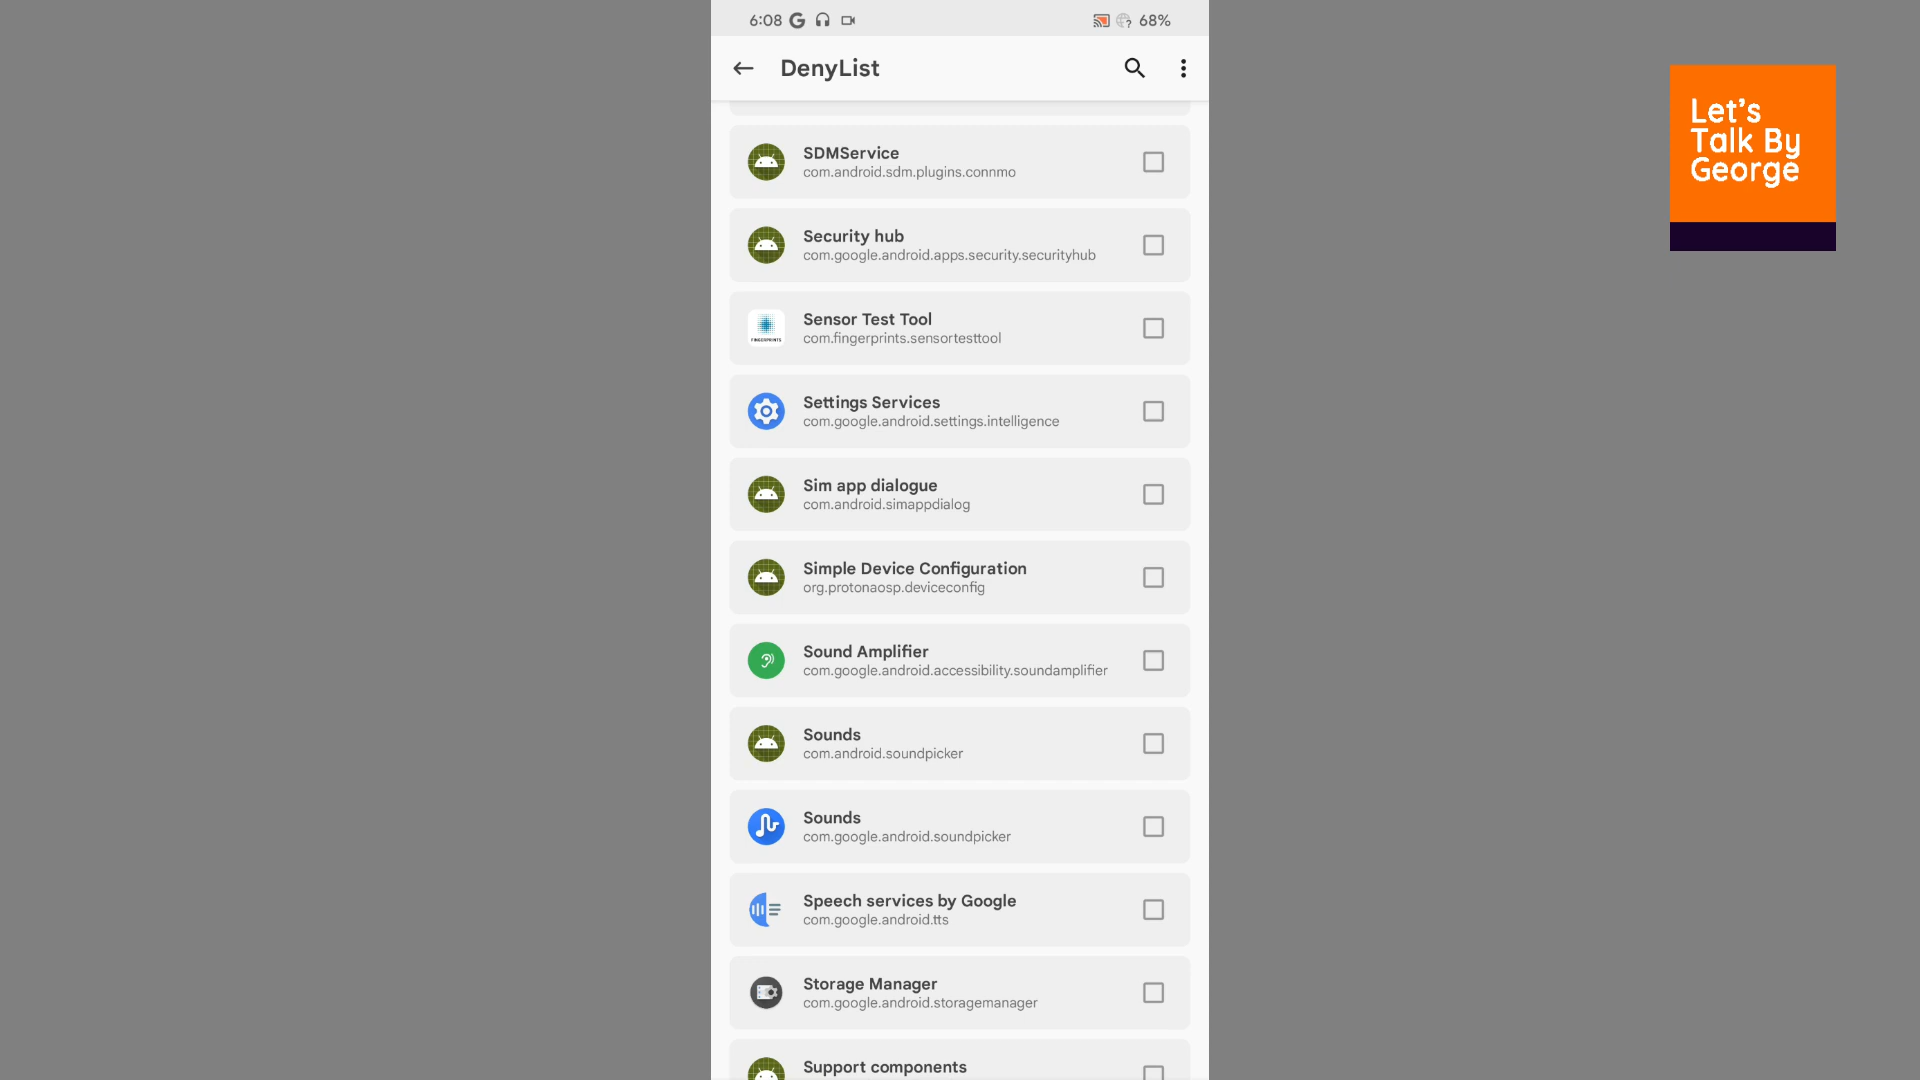 6:08
68%
DenyList
SDMService
com.android.sdm.plugins.connmo
Security hub
com.google.android.apps.security.securityhub
FINGERPRINTS
Sensor Test Tool
com.fingerprints.sensortesttool
Settings Services
com.google.android.settings.intelligence
Sim app dialogue
com.android.simappdialog
Simple Device Configuration
org.protonaosp.deviceconfig
Sound Amplifier
com.google.android.accessibility.soundamplifier
Sounds
com.android.soundpicker
Sounds
com.google.android.soundpicker
Speech services by Google
com.google.android.tts
Storage Manager
com.google.android.storagemanager
Support components
Let's
Talk By
George